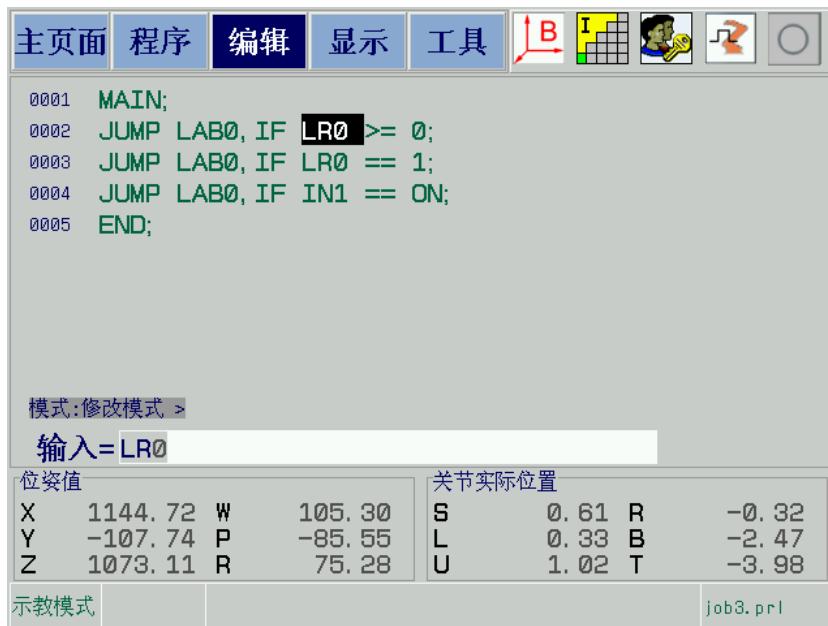 主页面 程序 编辑 显示 工具 B I
0001 MAIN;
0002 JUMP LAB0, IF LR0 >= 0;
0003 JUMP LAB0, IF LR0 == 1;
0004 JUMP LAB0, IF IN1 == ON;
0005 END;
模式:修改模式 >
输入=LR0
位姿值 关节实际位置
X 1144.72 W 105.30 S 0.61 R -0.32
Y -107.74 P -85.55 L 0.33 B -2.47
Z 1073.11 R 75.28 U 1.02 T -3.98
示教模式 job3.prl